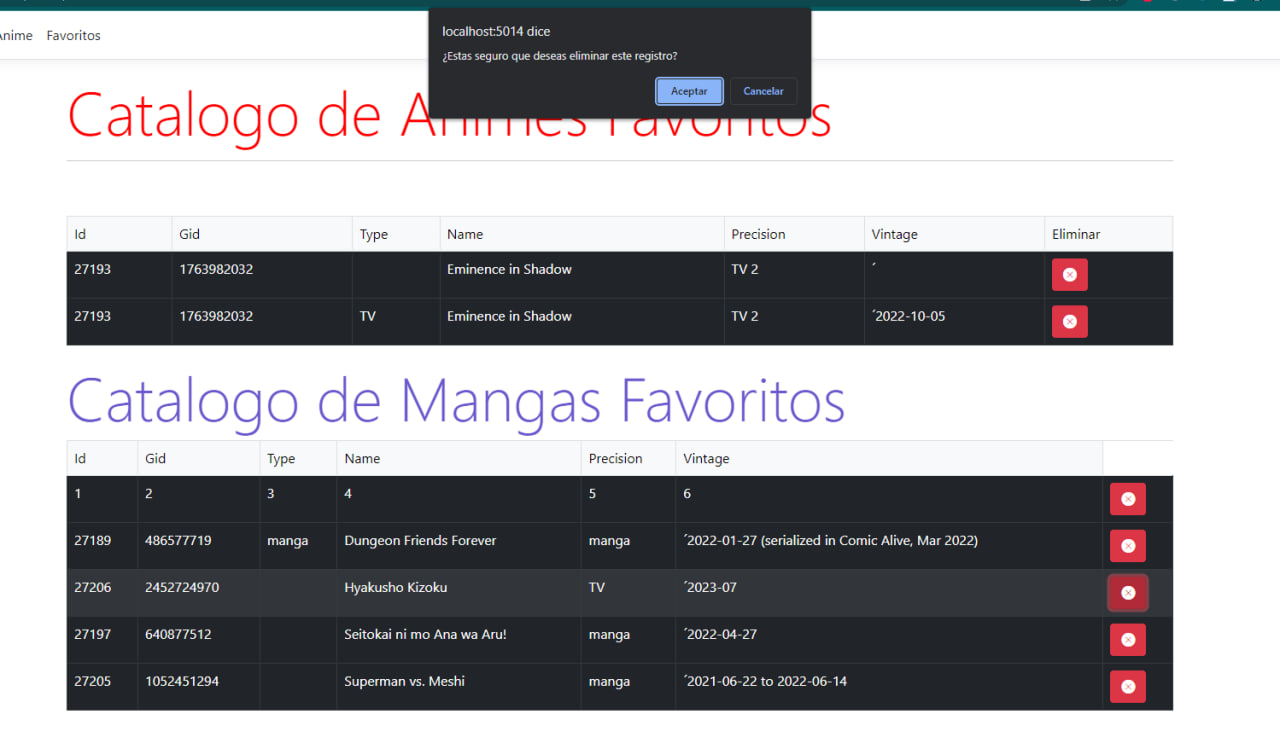 Anime Favoritos
localhost:5014 dice
¿Estas seguro que deseas eliminar este registro?
Aceptar Cancelar
Catalogo de Animes Favoritos
Id Gid Type Name Precision Vintage Eliminar
27193 1763982032 Eminence in Shadow TV 2 ´
27193 1763982032 TV Eminence in Shadow TV 2 ´2022-10-05
Catalogo de Mangas Favoritos
Id Gid Type Name Precision Vintage
1 2 3 4 5 6
27189 486577719 manga Dungeon Friends Forever manga ´2022-01-27 (serialized in Comic Alive, Mar 2022)
27206 2452724970 Hyakusho Kizoku TV ´2023-07
27197 640877512 Seitokai ni mo Ana wa Aru! manga ´2022-04-27
27205 1052451294 Superman vs. Meshi manga ´2021-06-22 to 2022-06-14